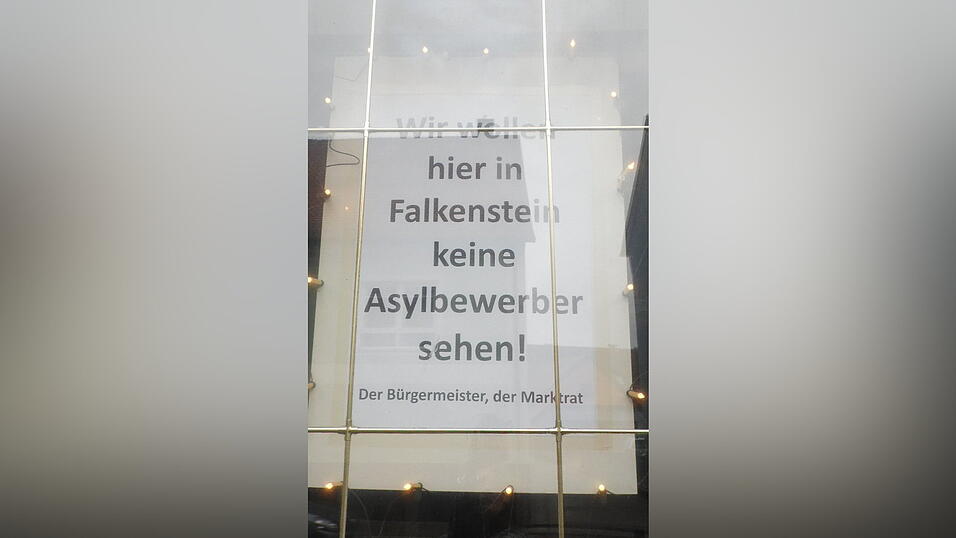 Wir wollen
hier in
Falkenstein
keine
Asylbewerber
sehen!
Der Bürgermeister, der Marktrat